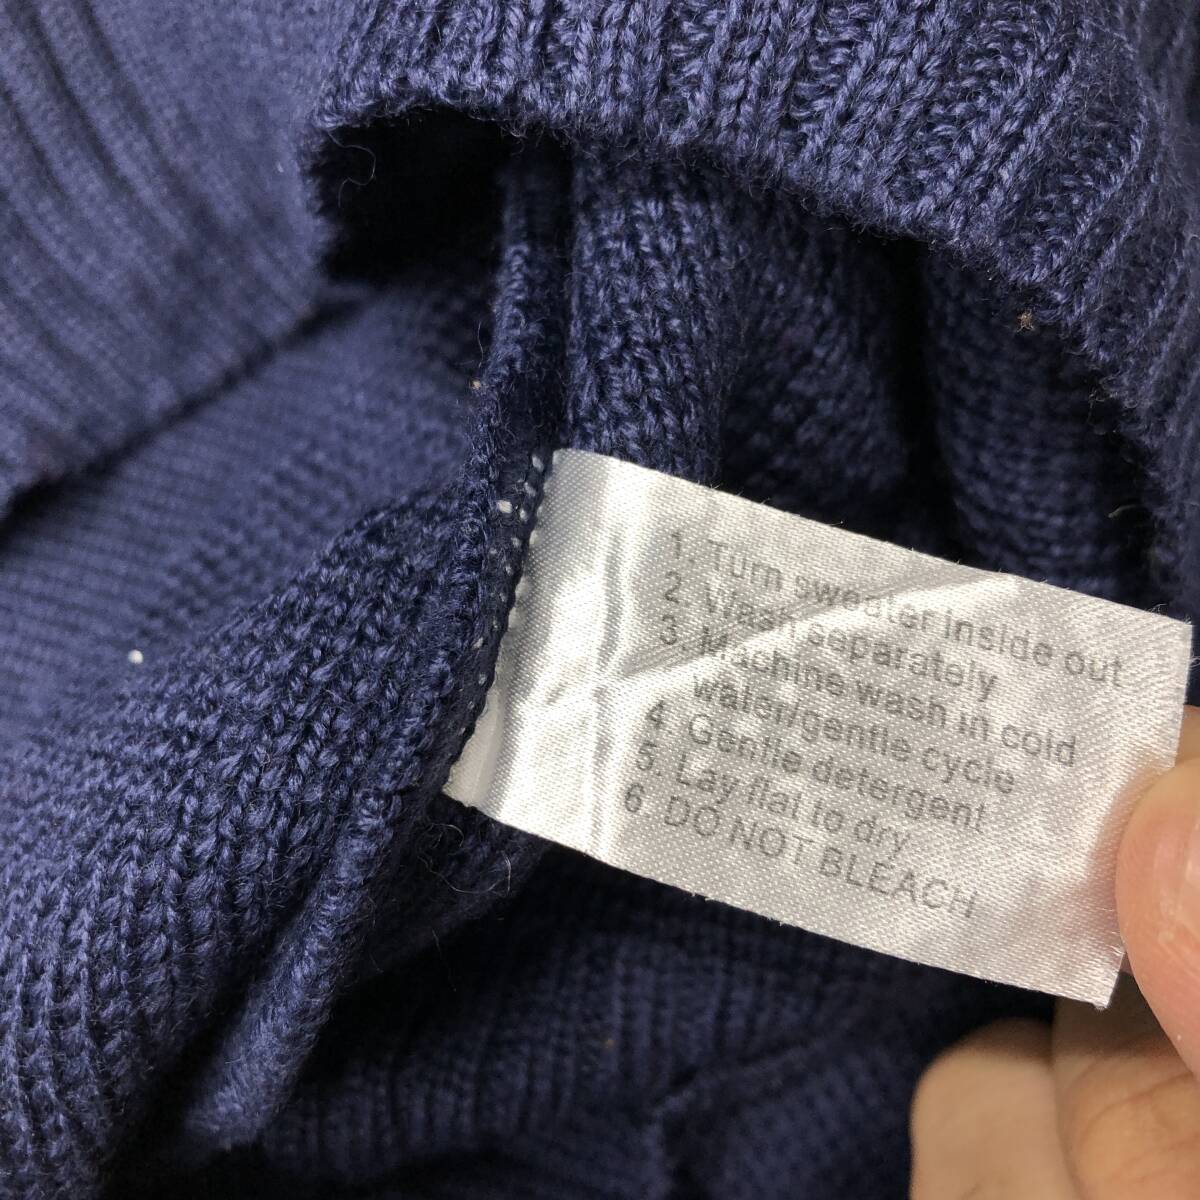 1. Turn sweater inside out
2. Wash separately
3. Machine wash in cold
water/gentle cycle
4 Gentle detergent
5. Lay flat to dry
6 DO NOT BLEACH